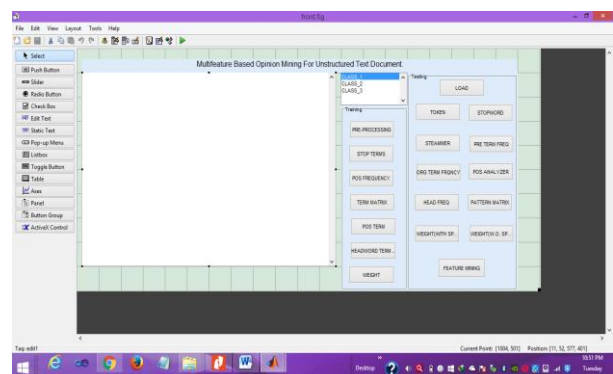 front.fig
File Edit View Layout Tools Help
Select
Push Button
Slider
Radio Button
Check Box
Edit Text
Static Text
Pop-up Menu
Listbox
Toggle Button
Table
Axes
Panel
Button Group
ActiveX Control
Multifeature Based Opinion Mining For Unstructured Text Document.
CLASS_1
CLASS_2
CLASS_3
Training
PRE-PROCESSING
STOP TERMS
POS FREQUENCY
TERM MATRIX
POS TERM
HEADWORD TERM...
WEIGHT
Testing
LOAD
TOKEN STOPWORD
STEAMMER PRE TERM FREQ
ORG TERM FRQNCY POS ANALYZER
HEAD FREQ PATTERN MATRIX
WEIGHT(WITH SP... WEIGHT(W.O. SP...
FEATURE MINING
Tag: edit1 Current Point: [1004, 501] Position: [11, 52, 577, 401]
Desktop 10:51 PM
Tuesday